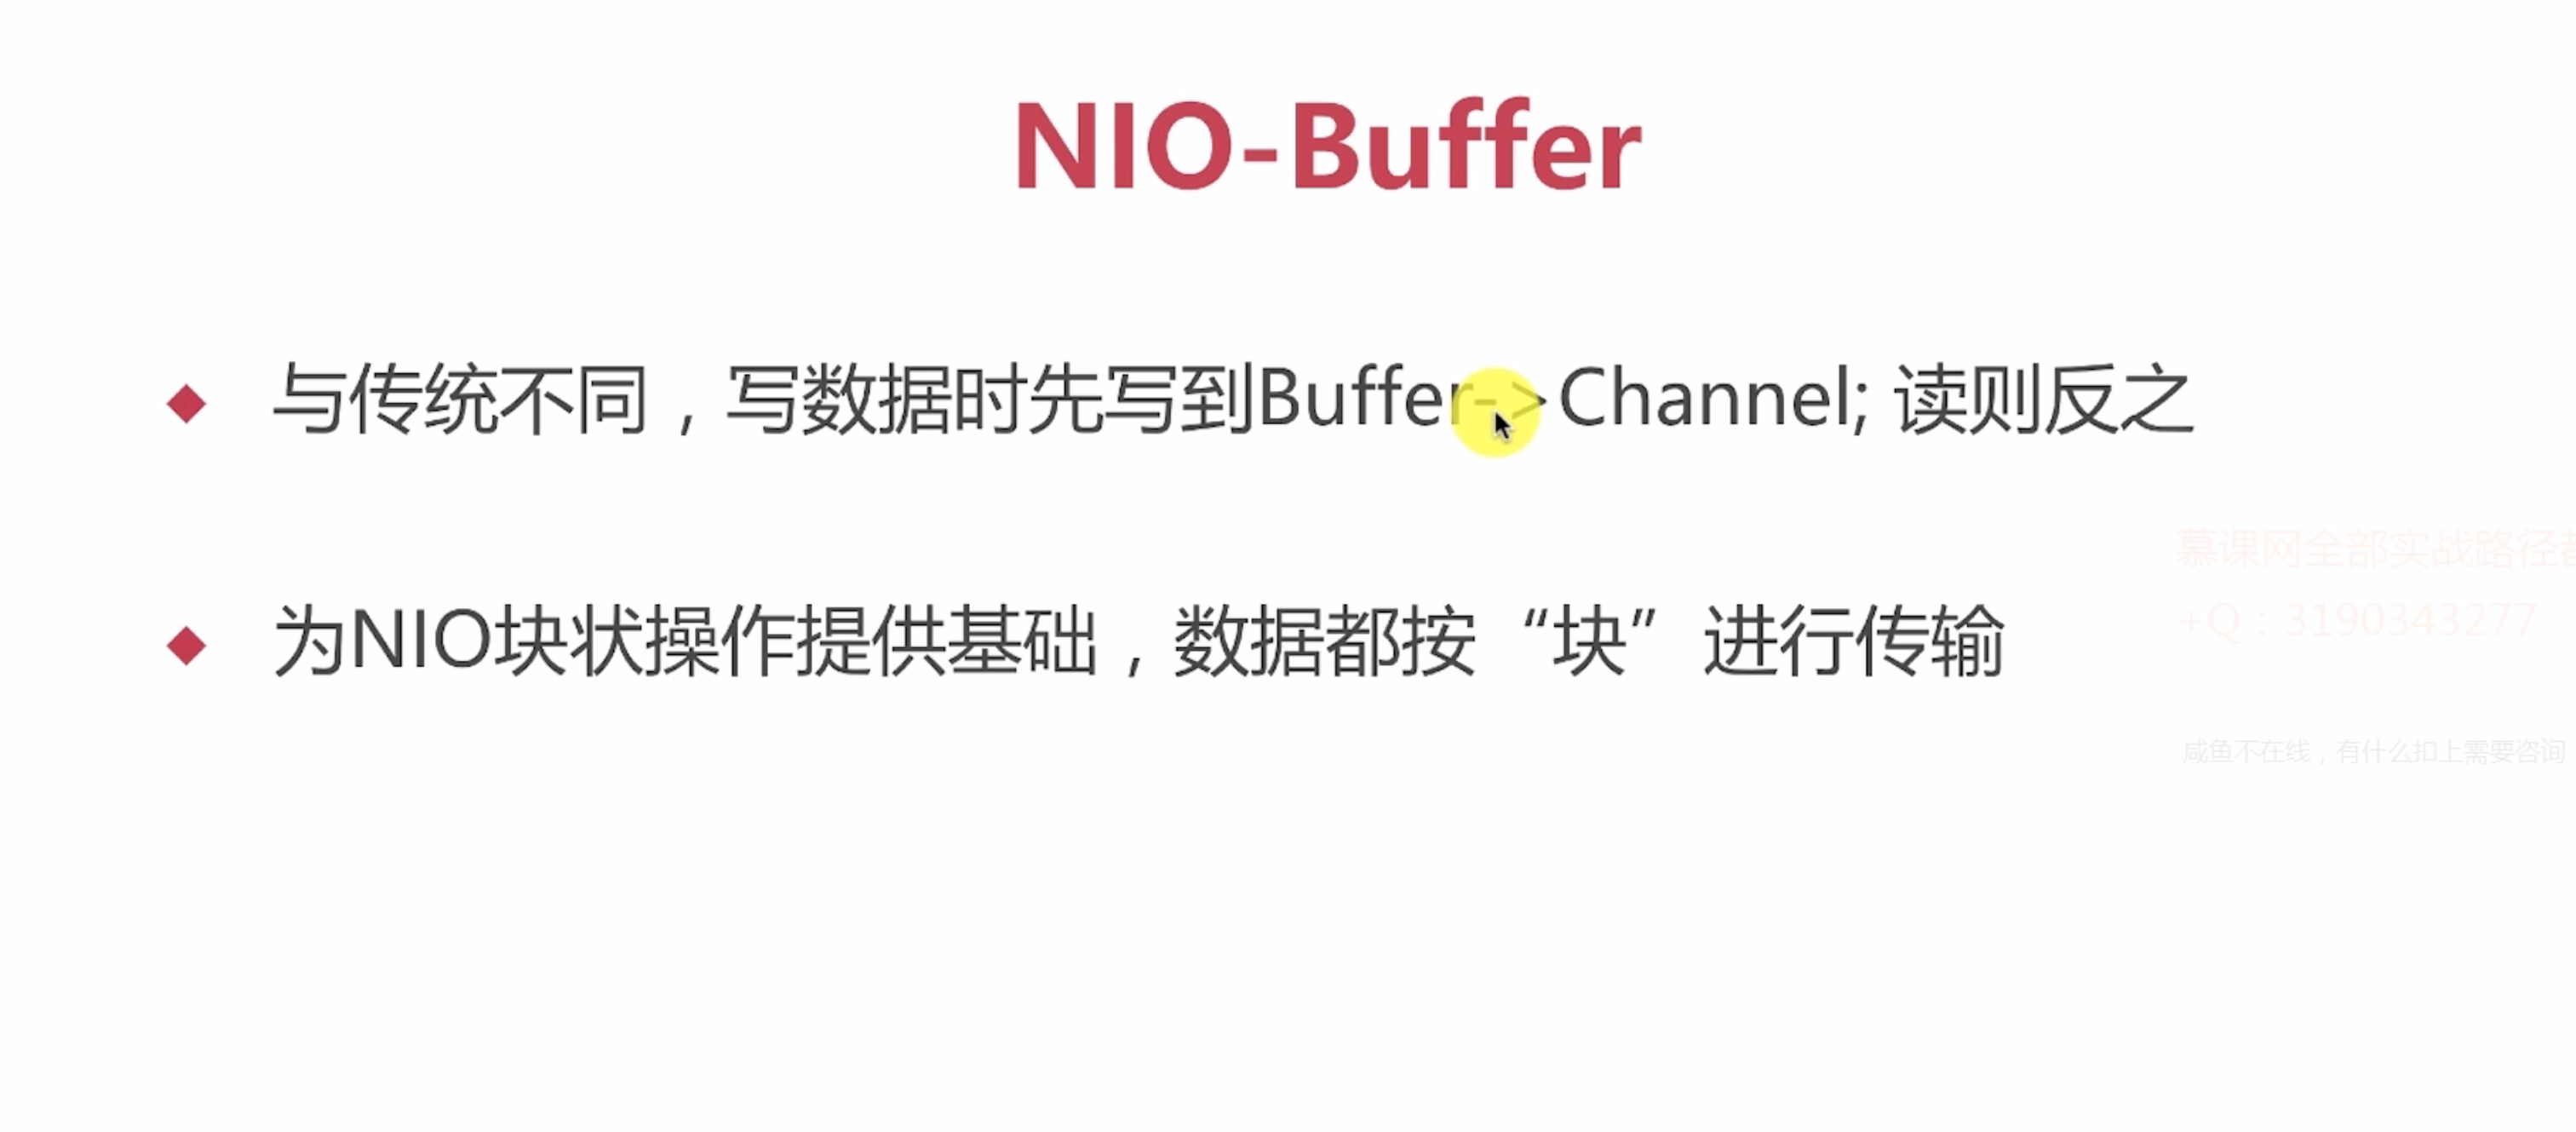 NIO-Buffer
与传统不同，写数据时先写到Buffer->Channel; 读则反之
慕课网全部实战路径都
+Q：3190343277
为NIO块状操作提供基础，数据都按“块”进行传输
咸鱼不在线，有什么扣上需要咨询